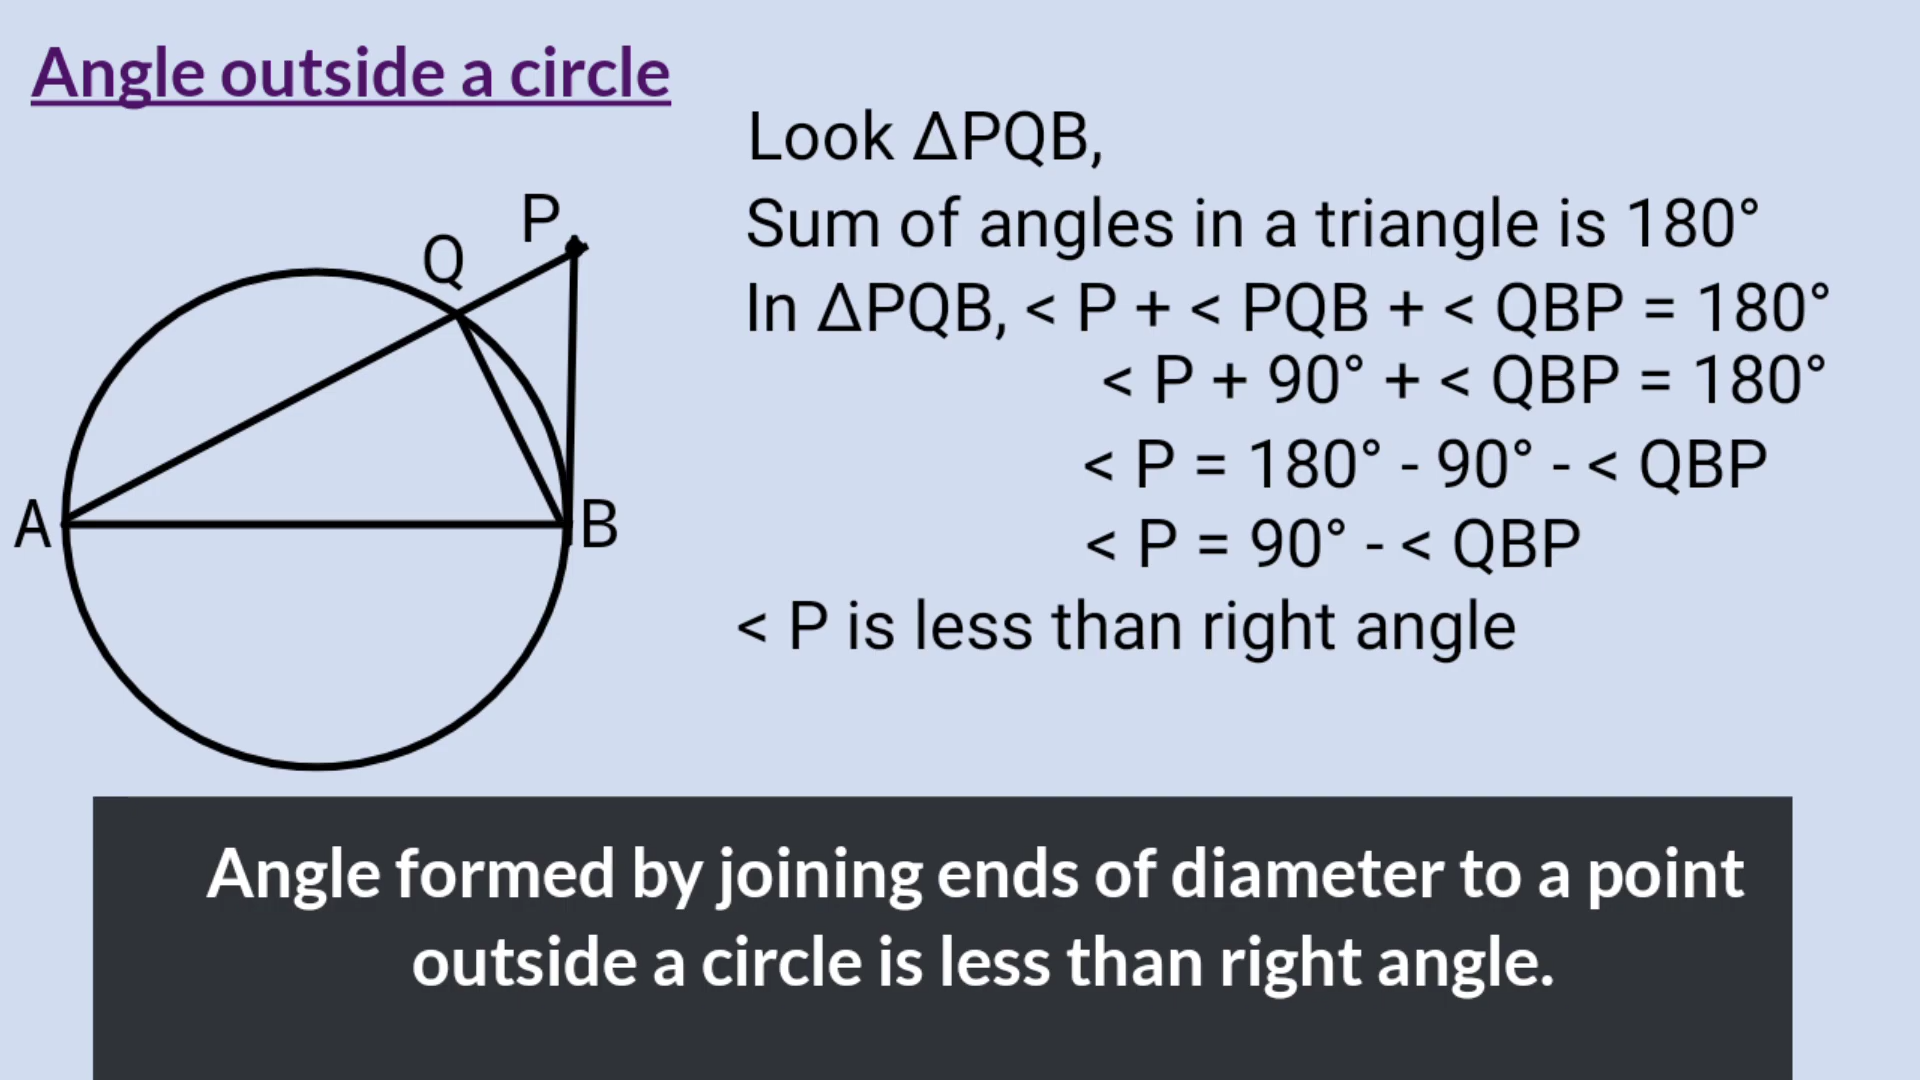 Angle outside a circle
Look ΔPQB,
Sum of angles in a triangle is 180°
In ΔPQB, < P + < PQB + < QBP = 180°
< P + 90° + < QBP = 180°
< P = 180° - 90° - < QBP
< P = 90° - < QBP
< P is less than right angle
P
Q
A
B
Angle formed by joining ends of diameter to a point
outside a circle is less than right angle.